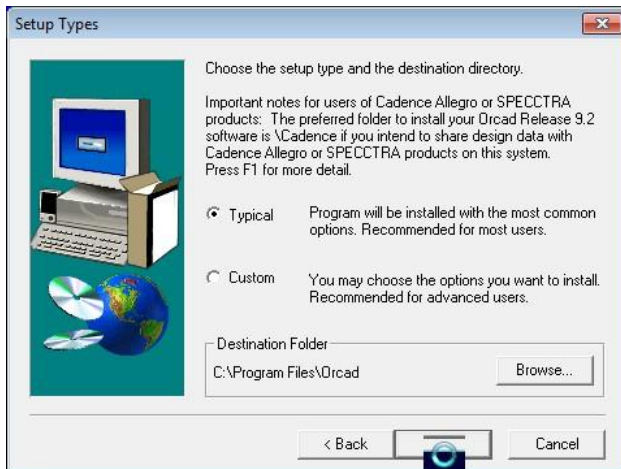 Setup Types
Choose the setup type and the destination directory.
Important notes for users of Cadence Allegro or SPECCTRA
products: The preferred folder to install your Orcad Release 9.2
software is \Cadence if you intend to share design data with
Cadence Allegro or SPECCTRA products on this system.
Press F1 for more detail.
Typical
Program will be installed with the most common
options. Recommended for most users.
Custom
You may choose the options you want to install.
Recommended for advanced users.
Destination Folder
C:\Program Files\Orcad
Browse...
< Back
Cancel